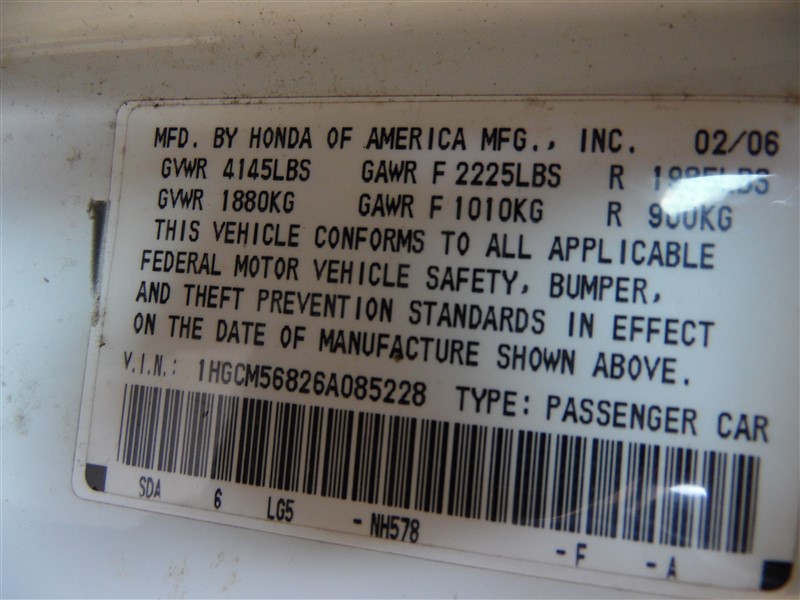 MFD. BY HONDA OF AMERICA MFG., INC. 02/06
GVWR 4145LBS GAWR F 2225LBS R 1985LBS
GVWR 1880KG GAWR F 1010KG R 900KG
THIS VEHICLE CONFORMS TO ALL APPLICABLE
FEDERAL MOTOR VEHICLE SAFETY, BUMPER,
AND THEFT PREVENTION STANDARDS IN EFFECT
ON THE DATE OF MANUFACTURE SHOWN ABOVE.
V.I.N.: 1HGCM56826A085228 TYPE: PASSENGER CAR
SDA 6 LG5 - NH578 - F - A